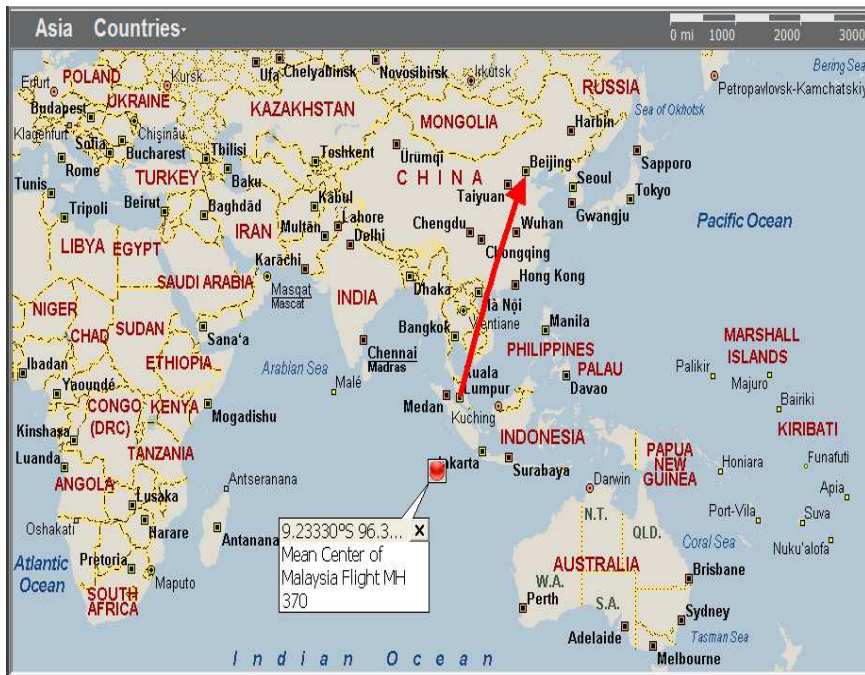 Asia Countries-
0 mi 1000 2000 3000
Bering Sea
Erfurt
POLAND
Kursk
Ufa
Chelyabinsk
Novosibirsk
Irkutsk
RUSSIA
Petropavlovsk-Kamchatskiy
Budapest
UKRAINE
KAZAKHSTAN
MONGOLIA
Sea of Okhotsk
Klagenfurt
Chişinău
Harbin
Sofia
Bucharest
Tbilisi
Toshkent
Ürümqi
Beijing
Sapporo
Rome
TURKEY
Baku
CHINA
Taiyuan
Seoul
Tokyo
Tunis
Tripoli
Beirut
Baghdād
Kābul
Lahore
Gwangju
LIBYA
EGYPT
IRAN
Multān
Delhi
Chengdu
Wuhan
Pacific Ocean
Chongqing
Karāchi
SAUDI ARABIA
Masqat
Mascat
INDIA
Dhaka
Hong Kong
Hà Nội
NIGER
CHAD
SUDAN
Sana'a
Bangkok
Vientiane
Manila
MARSHALL
ISLANDS
Ibadan
ETHIOPIA
Arabian Sea
Chennai
Madras
PHILIPPINES
PALAU
Palikir
Majuro
Yaoundé
Malé
Kuala
Lumpur
Davao
CONGO
(DRC)
KENYA
Mogadishu
Medan
Kuching
Bairiki
Kinshasa
INDONESIA
KIRIBATI
Luanda
TANZANIA
Jakarta
Surabaya
PAPUA
NEW
GUINEA
Honiara
Funafuti
ANGOLA
Antseranana
Darwin
Apia
Lusaka
Oshakati
Harare
Antanana
N.T.
QLD.
Port-Vila
Suva
9.23330°S 96.3... X
Mean Center of
Malaysia Flight MH
370
Coral Sea
Nuku'alofa
Atlantic
Ocean
Pretoria
Maputo
AUSTRALIA
Brisbane
SOUTH
AFRICA
W.A.
Perth
S.A.
Sydney
Adelaide
Tasman Sea
Melbourne
Indian Ocean